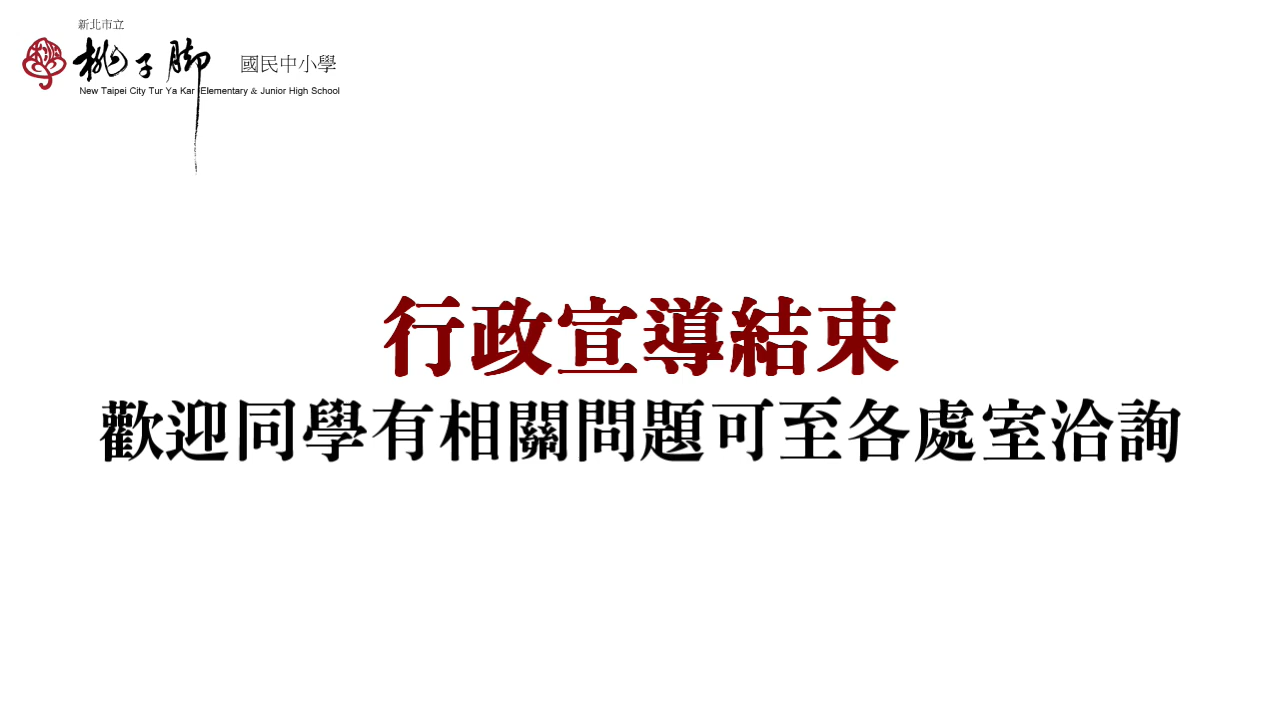 新北市立
桃子腳 國民中小學
New Taipei City Tur Ya Kar Elementary & Junior High School
行政宣導結束
歡迎同學有相關問題可至各處室洽詢